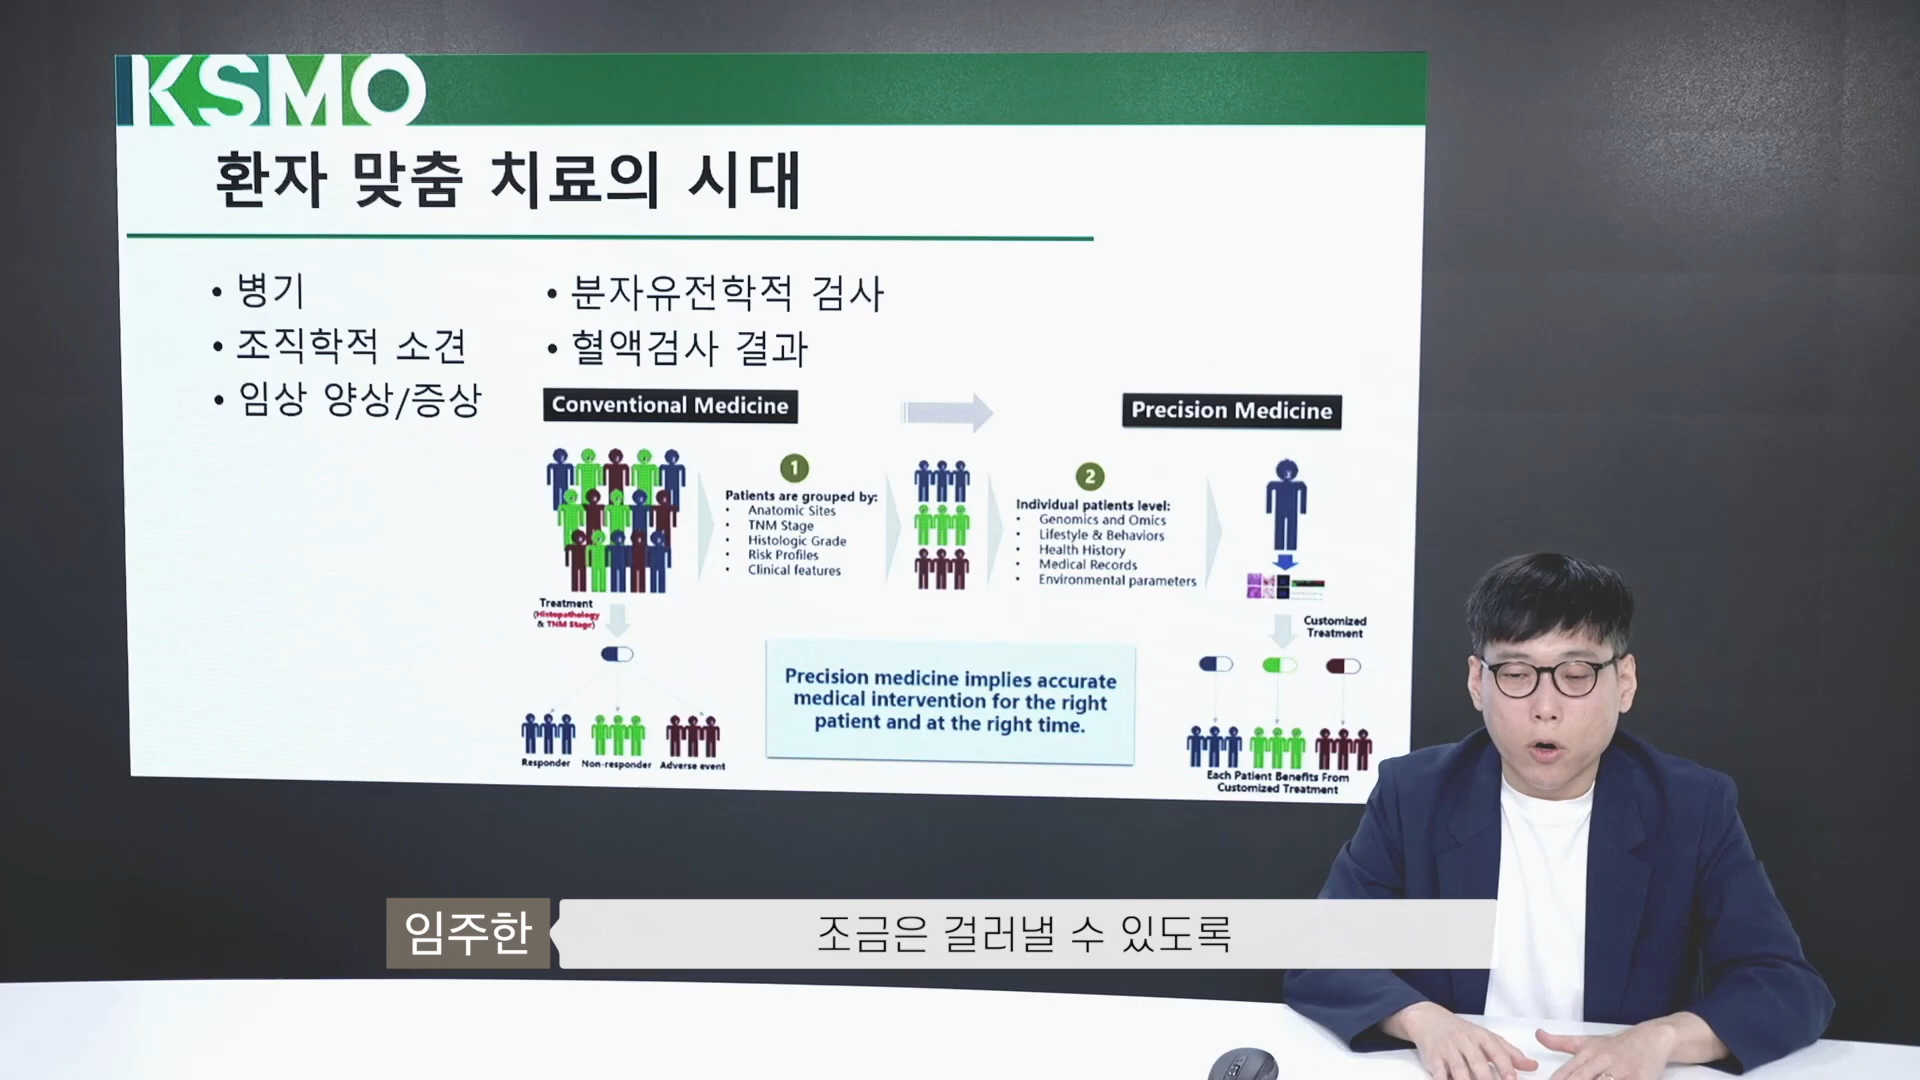 KSMO
환자 맞춤 치료의 시대
• 병기
• 조직학적 소견
• 임상 양상/증상
• 분자유전학적 검사
• 혈액검사 결과
Conventional Medicine
Precision Medicine
1
Patients are grouped by:
• Anatomic Sites
• TNM Stage
• Histologic Grade
• Risk Profiles
• Clinical features
2
Individual patients level:
• Genomics and Omics
• Lifestyle & Behaviors
• Health History
• Medical Records
• Environmental parameters
Treatment
(Histopathology
& TNM Stage)
Responder
Non-responder
Adverse event
Precision medicine implies accurate
medical intervention for the right
patient and at the right time.
Customized
Treatment
Each Patient Benefits From
Customized Treatment
임주한
조금은 걸러낼 수 있도록